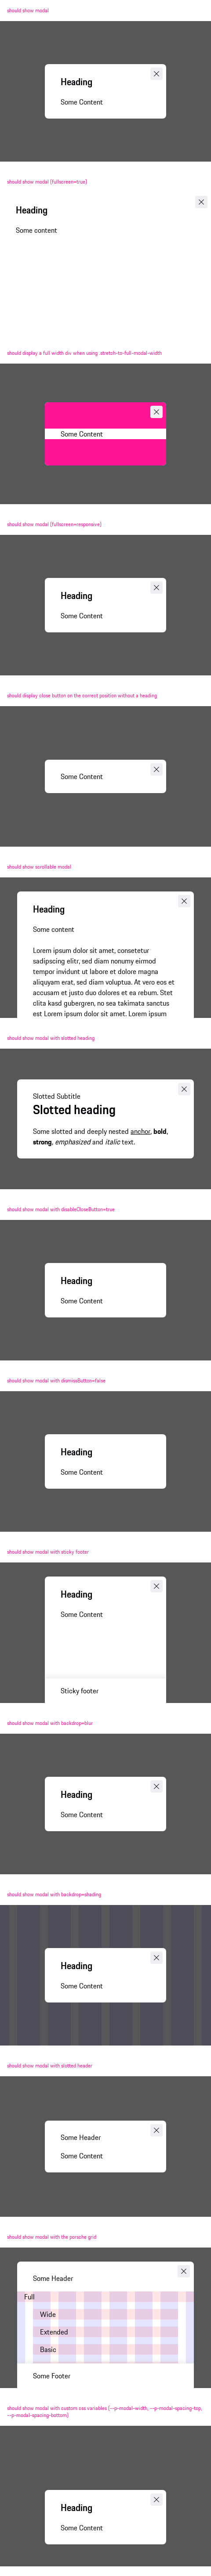 should show modal
Heading
Some Content
should show modal (fullscreen=true)
Heading
Some content
should display a full width div when using .stretch-to-full-modal-width
Some Content
should show modal (fullscreen=responsive)
Heading
Some Content
should display close button on the correct position without a heading
Some Content
should show scrollable modal
Heading
Some content
Lorem ipsum dolor sit amet, consetetur
sadipscing elitr, sed diam nonumy eirmod
tempor invidunt ut labore et dolore magna
aliquyam erat, sed diam voluptua. At vero eos et
accusam et justo duo dolores et ea rebum. Stet
clita kasd gubergren, no sea takimata sanctus
est Lorem ipsum dolor sit amet. Lorem ipsum
should show modal with slotted heading
Slotted Subtitle
Slotted heading
Some slotted and deeply nested anchor, bold,
strong, emphasized and italic text.
should show modal with disableCloseButton=true
Heading
Some Content
should show modal with dismissButton=false
Heading
Some Content
should show modal with sticky footer
Heading
Some Content
Sticky footer
should show modal with backdrop=blur
Heading
Some Content
should show modal with backdrop=shading
Heading
Some Content
should show modal with slotted header
Some Header
Some Content
should show modal with the porsche grid
Some Header
Full
Wide
Extended
Basic
Some Footer
should show modal with custom css variables (--p-modal-width, --p-modal-spacing-top,
--p-modal-spacing-bottom)
Heading
Some Content